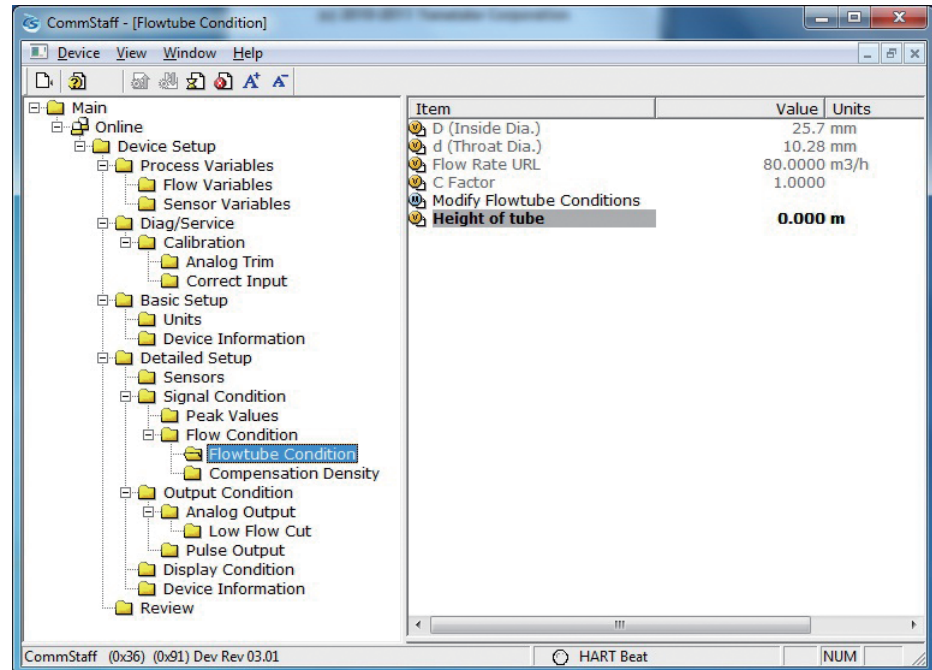 CommStaff - [Flowtube Condition]
Device View Window Help
Main
Online
Device Setup
Process Variables
Flow Variables
Sensor Variables
Diag/Service
Calibration
Analog Trim
Correct Input
Basic Setup
Units
Device Information
Detailed Setup
Sensors
Signal Condition
Peak Values
Flow Condition
Flowtube Condition
Compensation Density
Output Condition
Analog Output
Low Flow Cut
Pulse Output
Display Condition
Device Information
Review
Item Value Units
D (Inside Dia.) 25.7 mm
d (Throat Dia.) 10.28 mm
Flow Rate URL 80.0000 m3/h
C Factor 1.0000
Modify Flowtube Conditions
Height of tube 0.000 m
CommStaff (0x36) (0x91) Dev Rev 03.01 HART Beat NUM